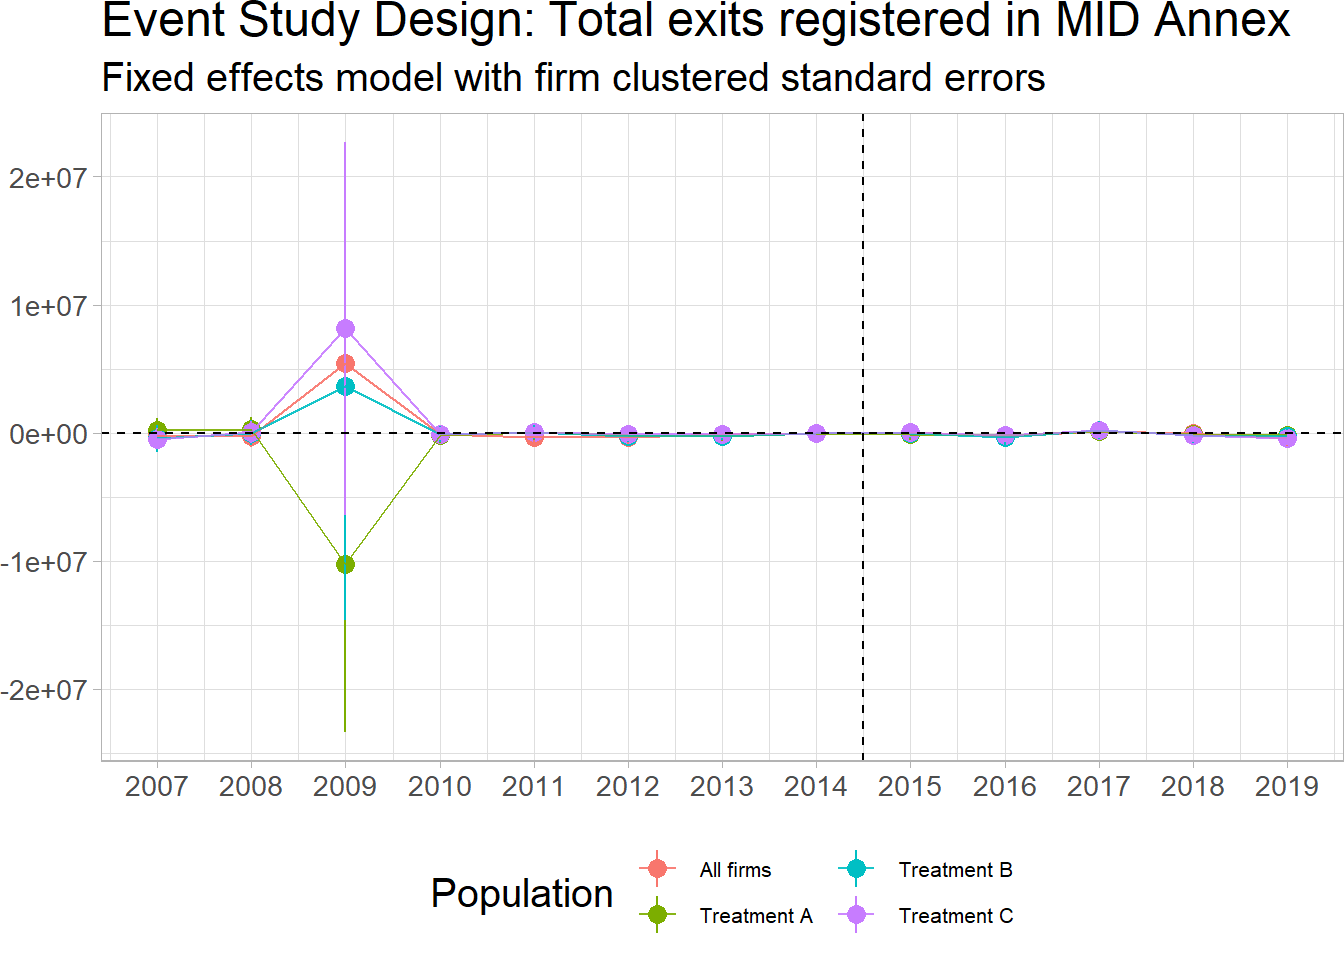 Event Study Design: Total exits registered in MID Annex
Fixed effects model with firm clustered standard errors
2e+07
1e+07
0e+00
-1e+07
-2e+07
2007 2008 2009 2010 2011 2012 2013 2014 2015 2016 2017 2018 2019
Population
All firms
Treatment A
Treatment B
Treatment C